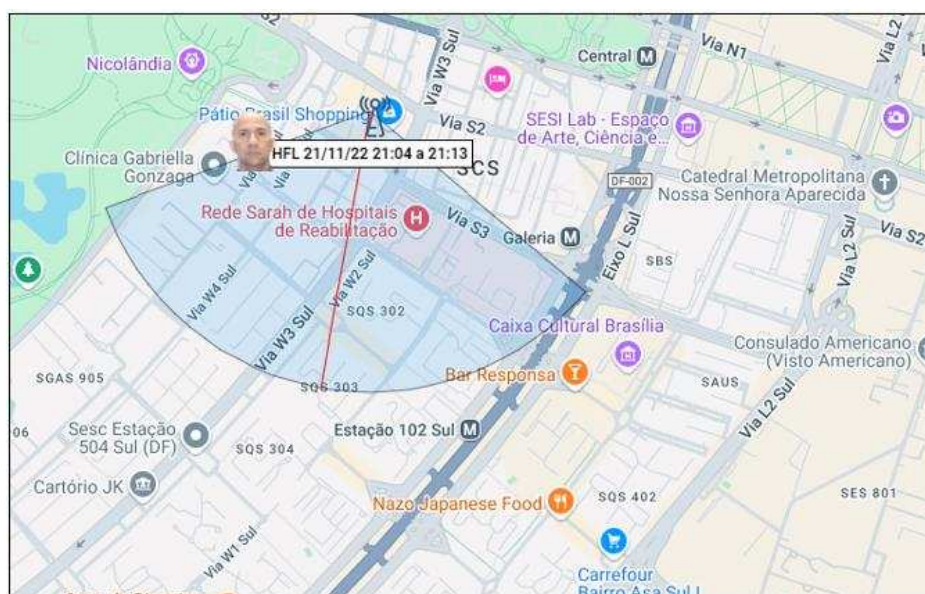 Nicolândia
Central
Via N1
Via L2
Via W3 Sul
Pátio Brasil Shopping
Via S2
SESI Lab - Espaço
de Arte, Ciência e...
HFL 21/11/22 21:04 a 21:13
Clínica Gabriella
Gonzaga
SCS
DF-002
Catedral Metropolitana
Nossa Senhora Aparecida
Rede Sarah de Hospitais
de Reabilitação
H
Via S3
Galeria
Eixo L Sul
SBS
Via L2 Sul
Via S2
Via W4 Sul
Via W3 Sul
Via W2 Sul
SQS 302
Caixa Cultural Brasília
Consulado Americano
(Visto Americano)
SGAS 905
SQS 303
Bar Responsa
SAUS
Via L2 Sul
06
Sesc Estação
504 Sul (DF)
SQS 304
Estação 102 Sul
Cartório JK
Nazo Japanese Food
SQS 402
SES 801
Via W1 Sul
Carrefour
Bairro Asa Sul